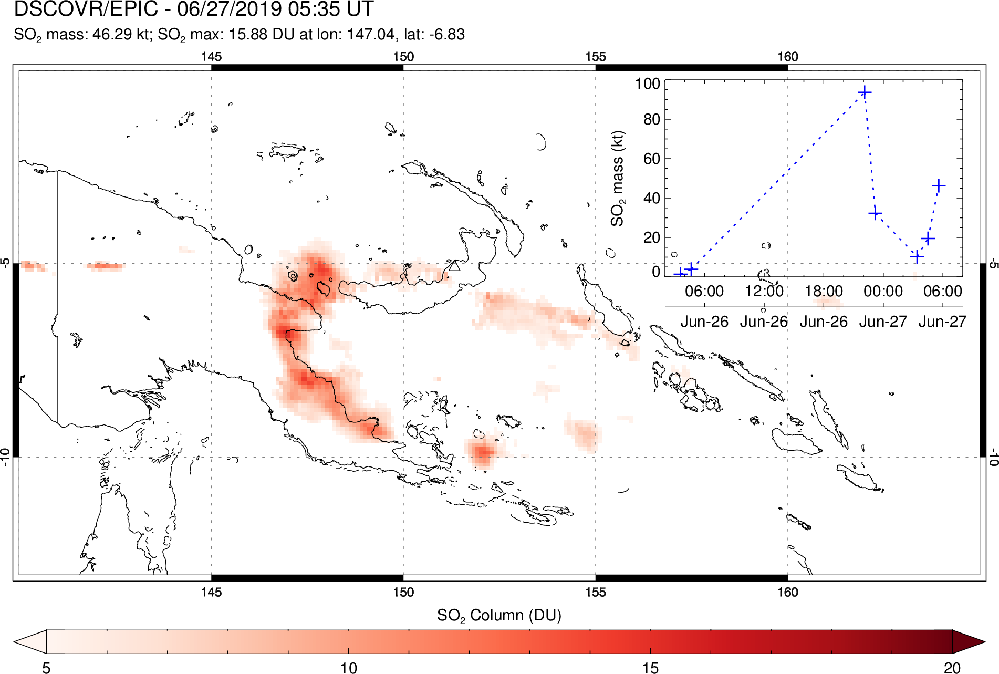 DSCOVR/EPIC - 06/27/2019 05:35 UT
SO2 mass: 46.29 kt; SO2 max: 15.88 DU at lon: 147.04, lat: -6.83
145 150 155 160
100
80
60
40
20
0
SO2 mass (kt)
06:00 12:00 18:00 00:00 06:00
Jun-26 Jun-26 Jun-26 Jun-27 Jun-27
-5 -5
-10 -10
145 150 155 160
SO2 Column (DU)
5 10 15 20